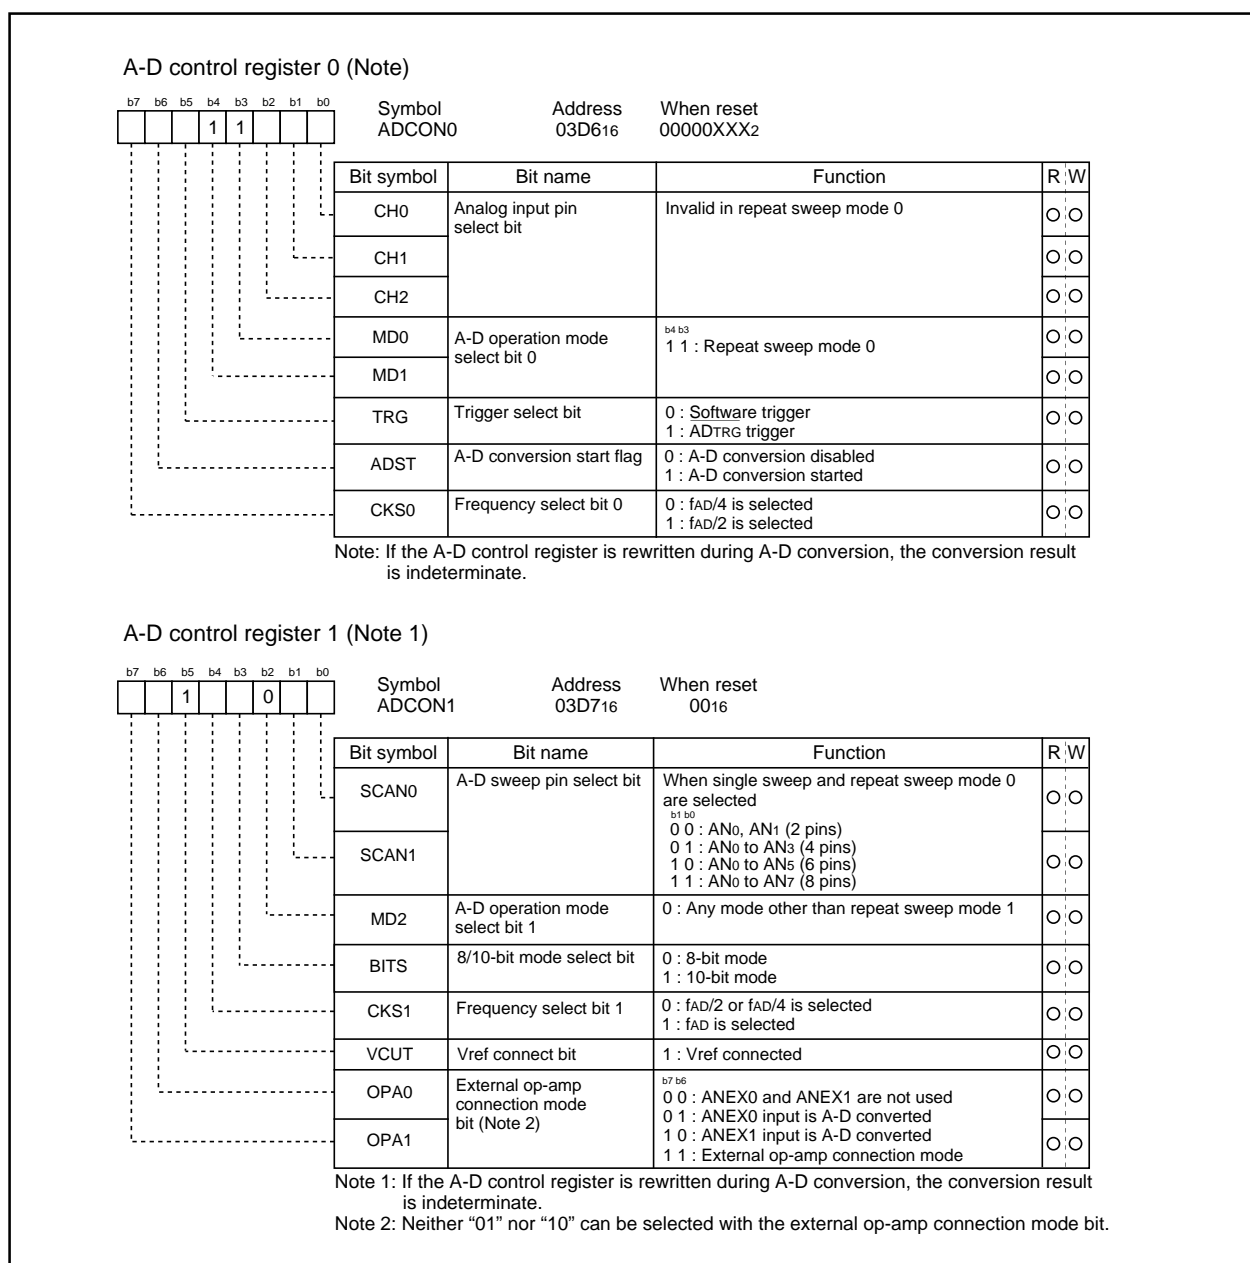 A-D control register 0 (Note)
b7 b6 b5 b4 b3 b2 b1 b0
1 1
Symbol Address When reset
ADCON0 03D616 00000XXX2
Bit symbol Bit name Function R W
CH0 Analog input pin select bit Invalid in repeat sweep mode 0
CH1
CH2
MD0 A-D operation mode select bit 0
b4 b3
1 1 : Repeat sweep mode 0
MD1
TRG Trigger select bit 0 : Software trigger
1 : ADTRG trigger
ADST A-D conversion start flag 0 : A-D conversion disabled
1 : A-D conversion started
CKS0 Frequency select bit 0 0 : fAD/4 is selected
1 : fAD/2 is selected
Note: If the A-D control register is rewritten during A-D conversion, the conversion result
is indeterminate.
A-D control register 1 (Note 1)
b7 b6 b5 b4 b3 b2 b1 b0
1 0
Symbol Address When reset
ADCON1 03D716 0016
Bit symbol Bit name Function R W
SCAN0 A-D sweep pin select bit When single sweep and repeat sweep mode 0
are selected
b1 b0
0 0 : AN0, AN1 (2 pins)
0 1 : AN0 to AN3 (4 pins)
SCAN1
1 0 : AN0 to AN5 (6 pins)
1 1 : AN0 to AN7 (8 pins)
MD2 A-D operation mode select bit 1 0 : Any mode other than repeat sweep mode 1
BITS 8/10-bit mode select bit 0 : 8-bit mode
1 : 10-bit mode
CKS1 Frequency select bit 1 0 : fAD/2 or fAD/4 is selected
1 : fAD is selected
VCUT Vref connect bit 1 : Vref connected
OPA0 External op-amp connection mode bit (Note 2)
b7 b6
0 0 : ANEX0 and ANEX1 are not used
0 1 : ANEX0 input is A-D converted
OPA1
1 0 : ANEX1 input is A-D converted
1 1 : External op-amp connection mode
Note 1: If the A-D control register is rewritten during A-D conversion, the conversion result
is indeterminate.
Note 2: Neither “01” nor “10” can be selected with the external op-amp connection mode bit.